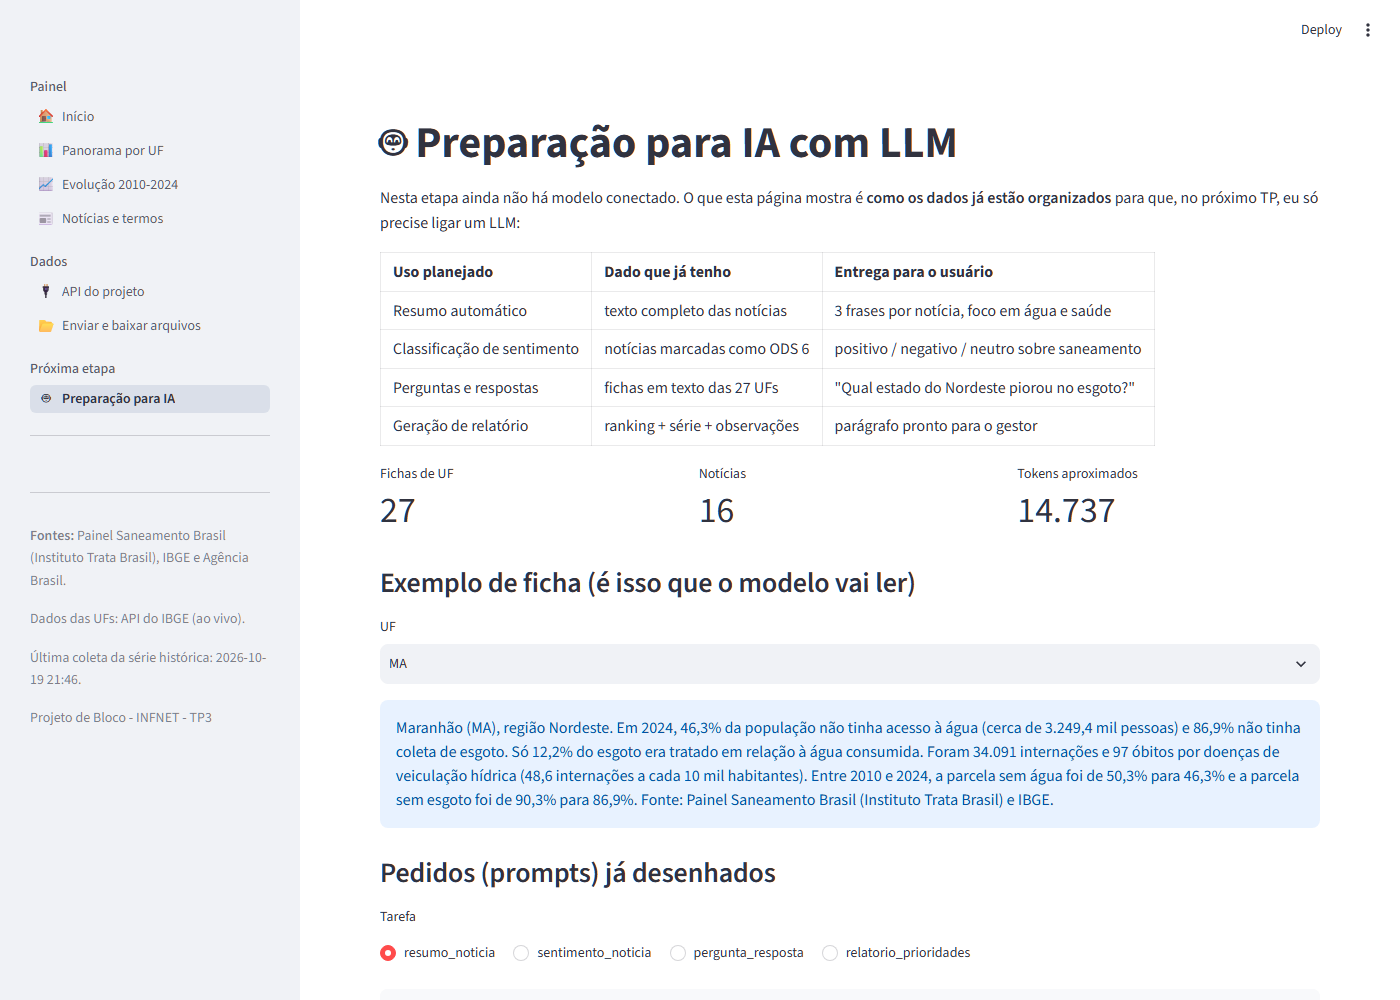 Deploy
Painel
Início
Panorama por UF
Evolução 2010-2024
Notícias e termos
Dados
API do projeto
Enviar e baixar arquivos
Próxima etapa
Preparação para IA
Fontes: Painel Saneamento Brasil
(Instituto Trata Brasil), IBGE e Agência
Brasil.
Dados das UFs: API do IBGE (ao vivo).
Última coleta da série histórica: 2026-10-
19 21:46.
Projeto de Bloco - INFNET - TP3
Preparação para IA com LLM
Nesta etapa ainda não há modelo conectado. O que esta página mostra é como os dados já estão organizados para que, no próximo TP, eu só
precise ligar um LLM:
Uso planejado Dado que já tenho Entrega para o usuário
Resumo automático texto completo das notícias 3 frases por notícia, foco em água e saúde
Classificação de sentimento notícias marcadas como ODS 6 positivo / negativo / neutro sobre saneamento
Perguntas e respostas fichas em texto das 27 UFs "Qual estado do Nordeste piorou no esgoto?"
Geração de relatório ranking + série + observações parágrafo pronto para o gestor
Fichas de UF Notícias Tokens aproximados
27 16 14.737
Exemplo de ficha (é isso que o modelo vai ler)
UF
MA
Maranhão (MA), região Nordeste. Em 2024, 46,3% da população não tinha acesso à água (cerca de 3.249,4 mil pessoas) e 86,9% não tinha
coleta de esgoto. Só 12,2% do esgoto era tratado em relação à água consumida. Foram 34.091 internações e 97 óbitos por doenças de
veiculação hídrica (48,6 internações a cada 10 mil habitantes). Entre 2010 e 2024, a parcela sem água foi de 50,3% para 46,3% e a parcela
sem esgoto foi de 90,3% para 86,9%. Fonte: Painel Saneamento Brasil (Instituto Trata Brasil) e IBGE.
Pedidos (prompts) já desenhados
Tarefa
resumo_noticia sentimento_noticia pergunta_resposta relatorio_prioridades